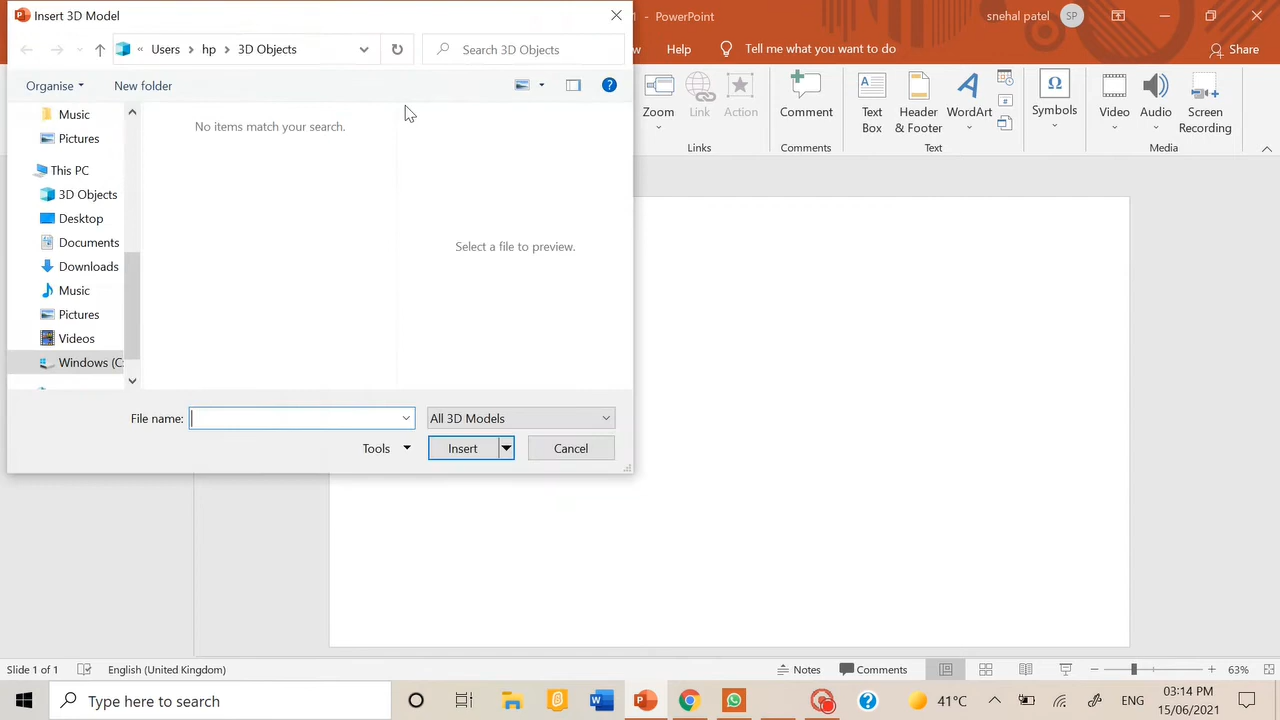 Insert 3D Model
1 - PowerPoint
snehal patel
SP
Users
hp
3D Objects
Search 3D Objects
w
Help
Tell me what you want to do
Share
Organise
New folder
Zoom
Link
Action
Comment
Text
Box
Header
& Footer
WordArt
Symbols
Video
Audio
Screen
Recording
Links
Comments
Text
Media
Music
Pictures
This PC
3D Objects
Desktop
Documents
Downloads
Music
Pictures
Videos
Windows (C:
No items match your search.
Select a file to preview.
File name:
All 3D Models
Tools
Insert
Cancel
Slide 1 of 1
English (United Kingdom)
Notes
Comments
63%
Type here to search
41°C
ENG
03:14 PM
15/06/2021